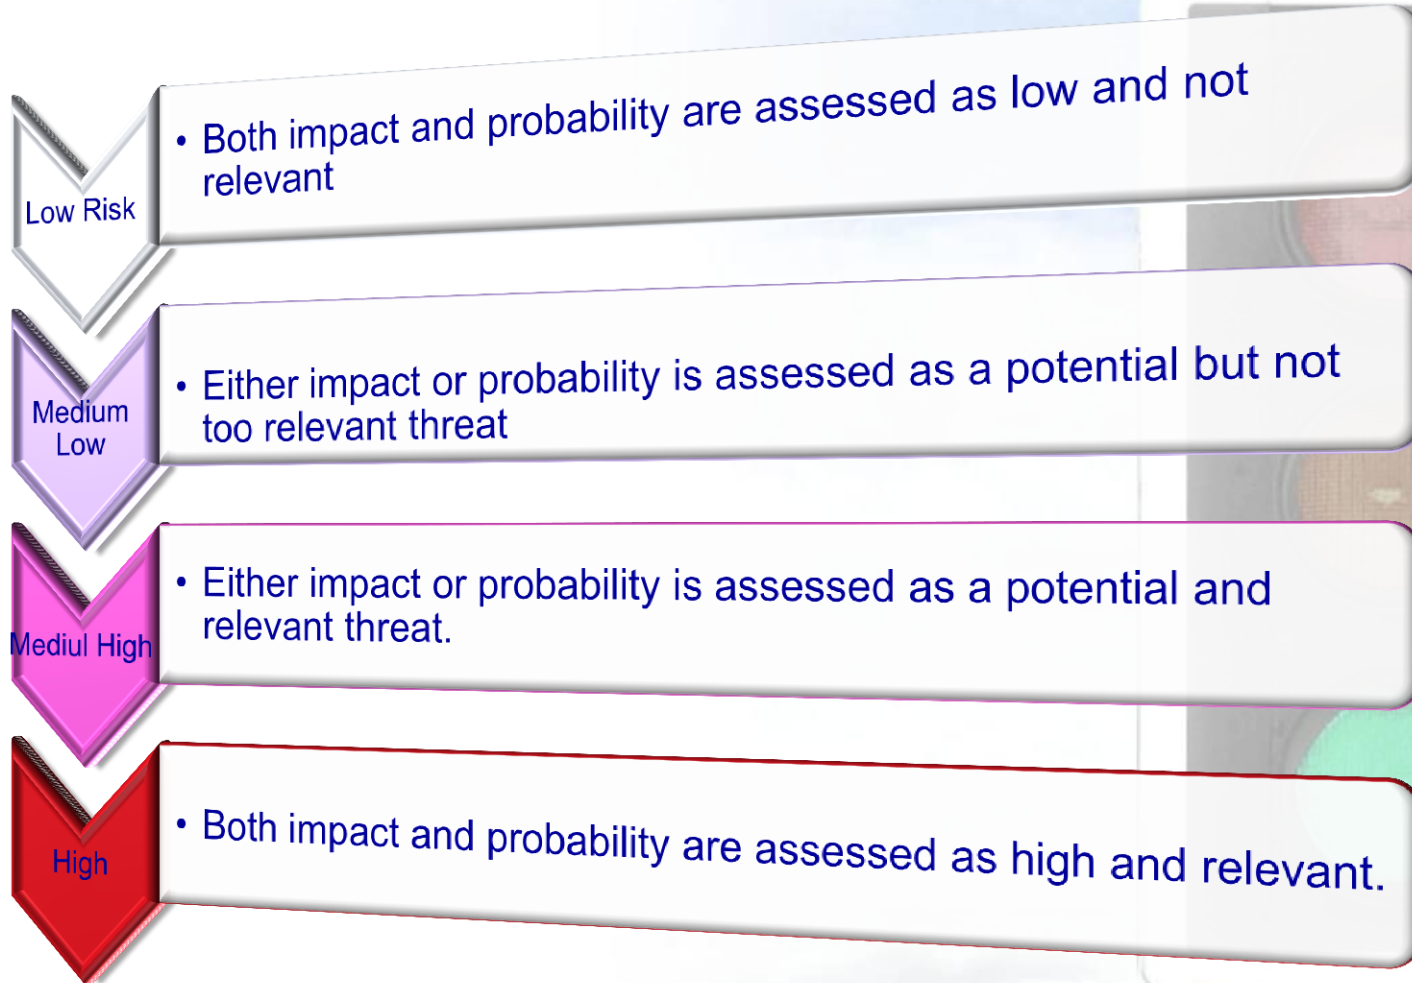 Low Risk
• Both impact and probability are assessed as low and not
relevant
Medium
Low
• Either impact or probability is assessed as a potential but not
too relevant threat
Mediul High
• Either impact or probability is assessed as a potential and
relevant threat.
High
• Both impact and probability are assessed as high and relevant.